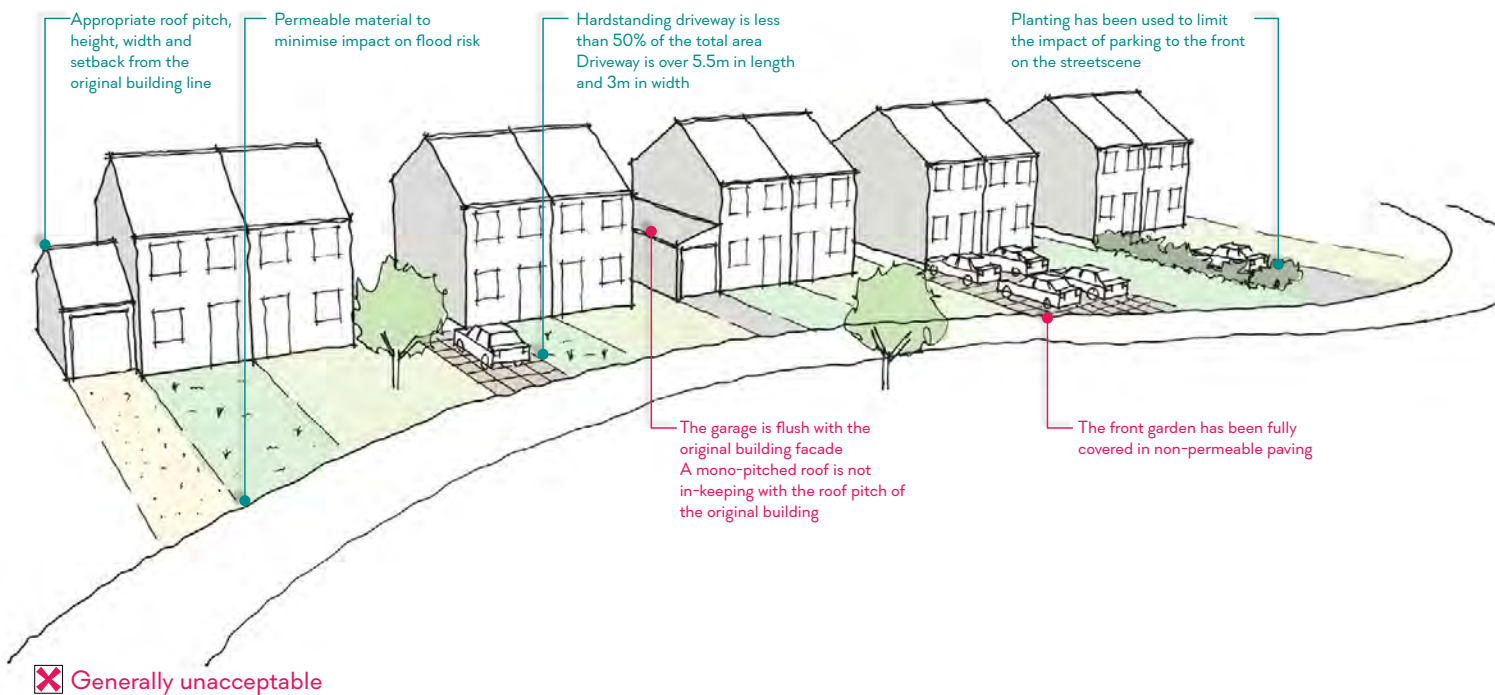 Appropriate roof pitch,
height, width and
setback from the
original building line
Permeable material to
minimise impact on flood risk
Hardstanding driveway is less
than 50% of the total area
Driveway is over 5.5m in length
and 3m in width
Planting has been used to limit
the impact of parking to the front
on the streetscene
The garage is flush with the
original building facade
A mono-pitched roof is not
in-keeping with the roof pitch of
the original building
The front garden has been fully
covered in non-permeable paving
Generally unacceptable